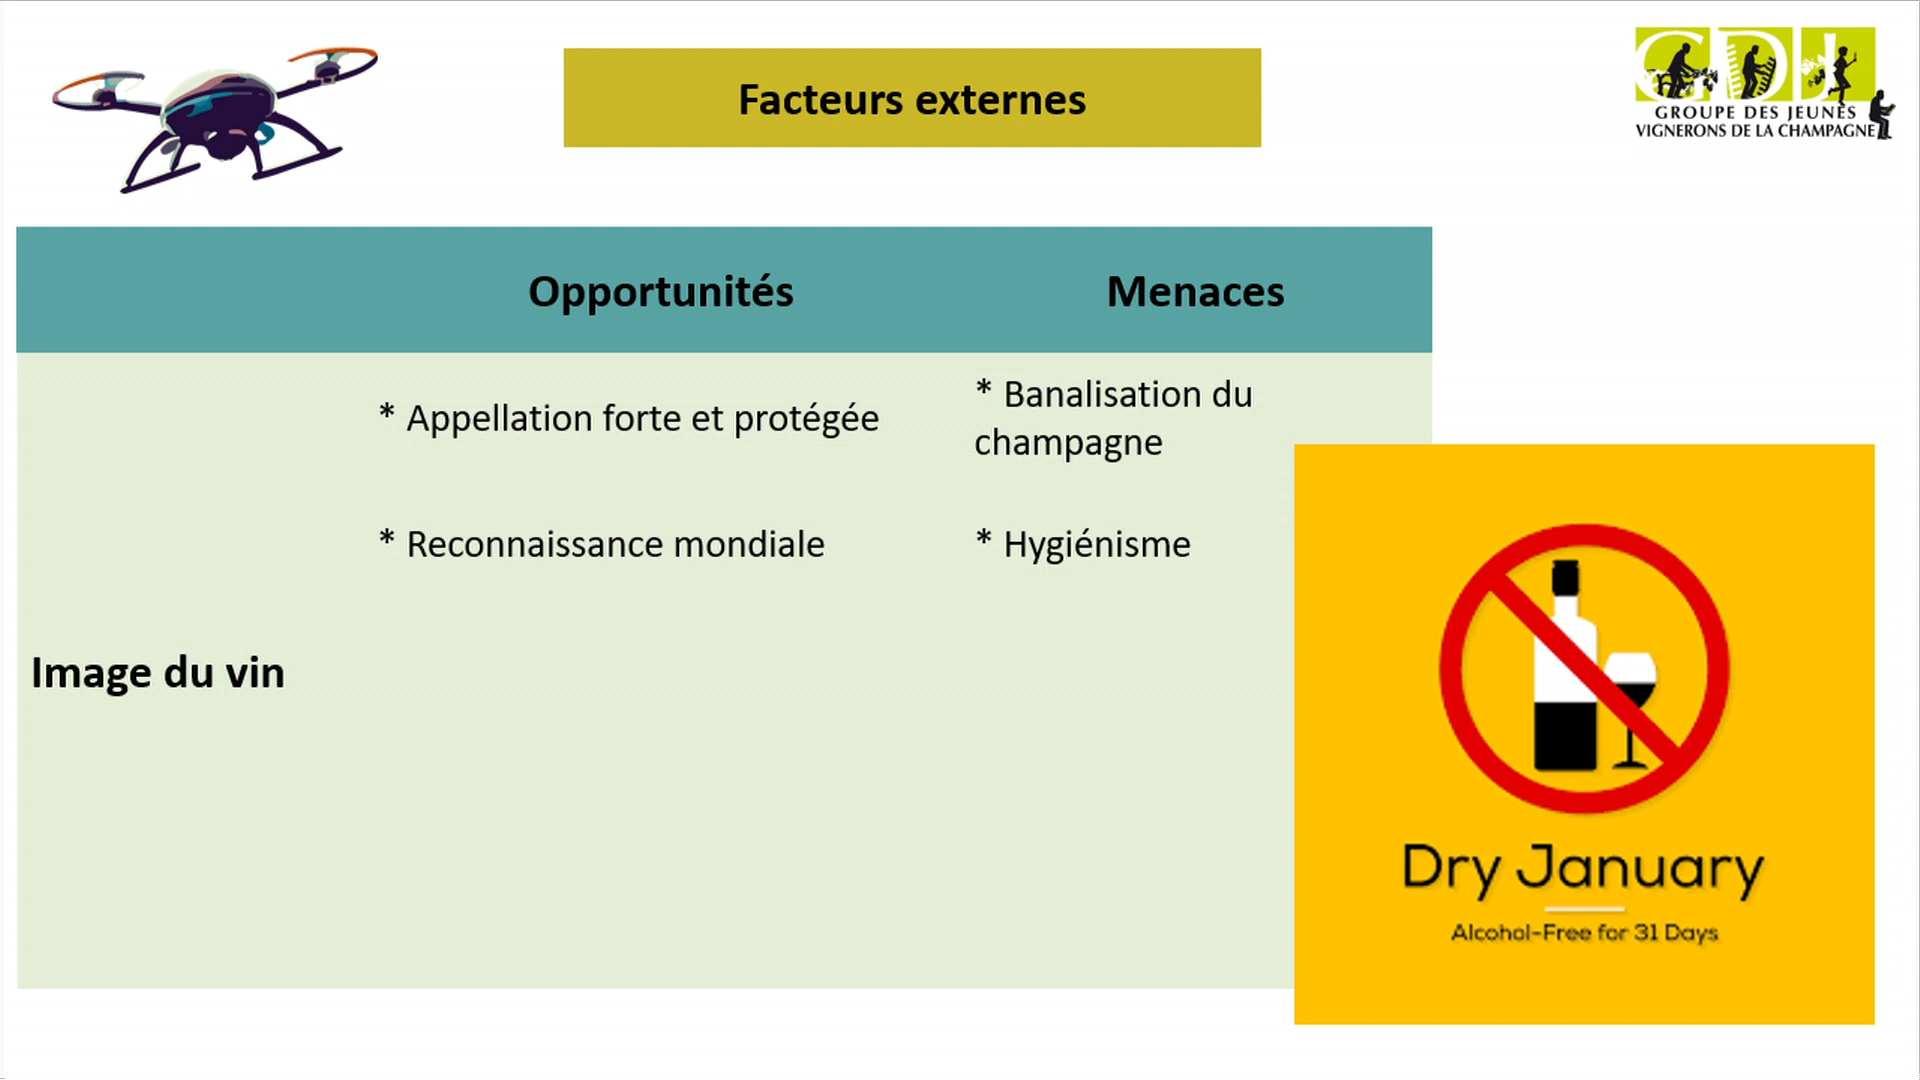 Facteurs externes
GDJ
GROUPE DES JEUNES
VIGNERONS DE LA CHAMPAGNE
Opportunités
Menaces
Image du vin
* Appellation forte et protégée
* Banalisation du
champagne
* Reconnaissance mondiale
* Hygiénisme
Dry January
Alcohol-Free for 31 Days